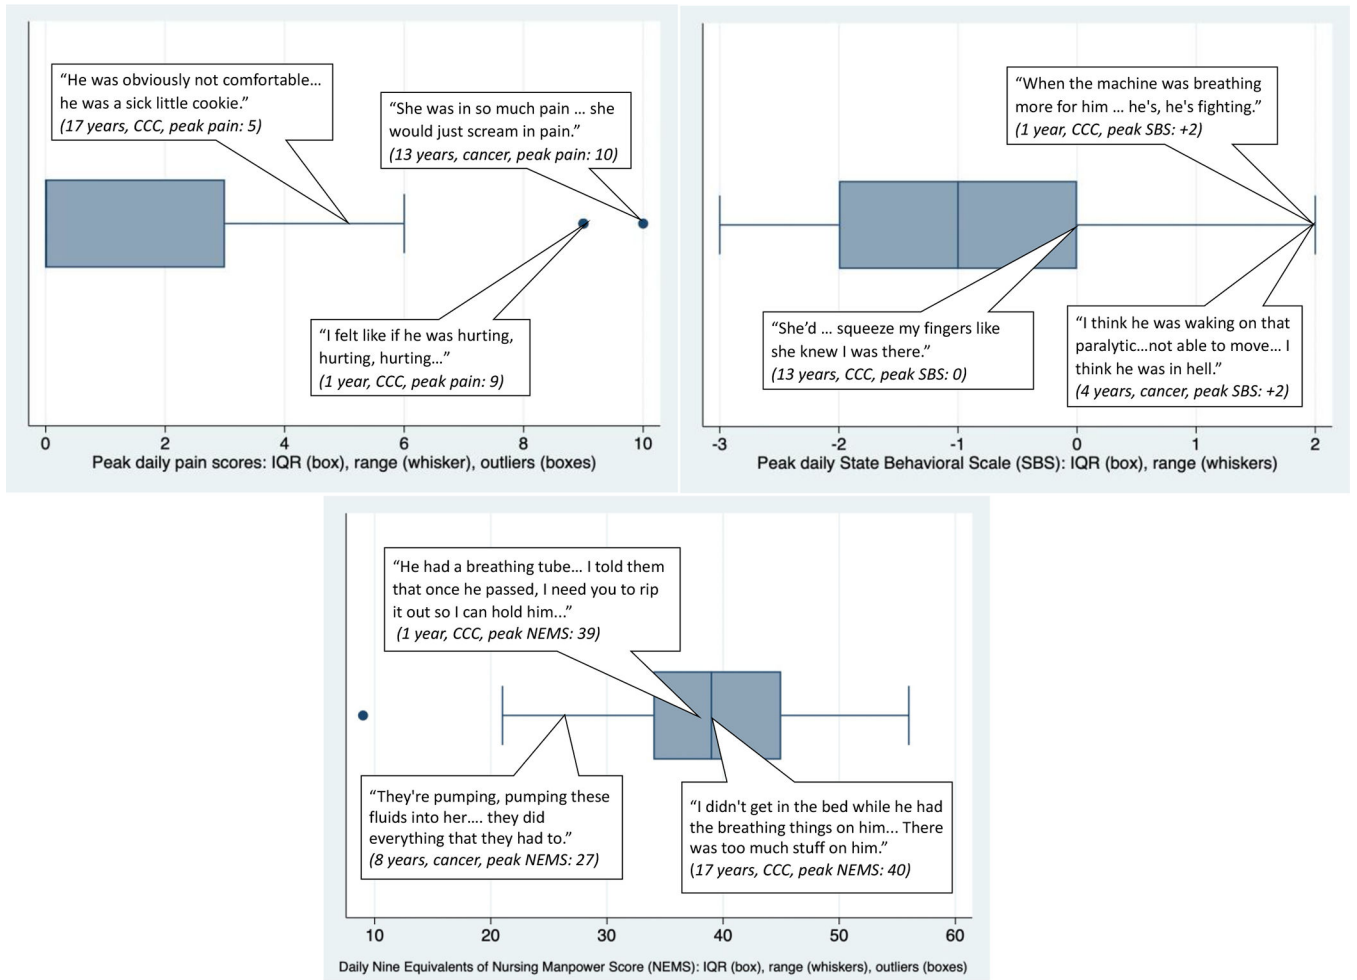 “He was obviously not comfortable…
he was a sick little cookie.”
(17 years, CCC, peak pain: 5)
“She was in so much pain … she
would just scream in pain.”
(13 years, cancer, peak pain: 10)
“I felt like if he was hurting,
hurting, hurting…”
(1 year, CCC, peak pain: 9)
0 2 4 6 8 10
Peak daily pain scores: IQR (box), range (whisker), outliers (boxes)
“When the machine was breathing
more for him … he's, he's fighting.”
(1 year, CCC, peak SBS: +2)
“She’d … squeeze my fingers like
she knew I was there.”
(13 years, CCC, peak SBS: 0)
“I think he was waking on that
paralytic…not able to move… I
think he was in hell.”
(4 years, cancer, peak SBS: +2)
-3 -2 -1 0 1 2
Peak daily State Behavioral Scale (SBS): IQR (box), range (whiskers)
“He had a breathing tube… I told them
that once he passed, I need you to rip
it out so I can hold him...”
(1 year, CCC, peak NEMS: 39)
“They're pumping, pumping these
fluids into her…. they did
everything that they had to.”
(8 years, cancer, peak NEMS: 27)
“I didn't get in the bed while he had
the breathing things on him... There
was too much stuff on him.”
(17 years, CCC, peak NEMS: 40)
10 20 30 40 50 60
Daily Nine Equivalents of Nursing Manpower Score (NEMS): IQR (box), range (whiskers), outliers (boxes)